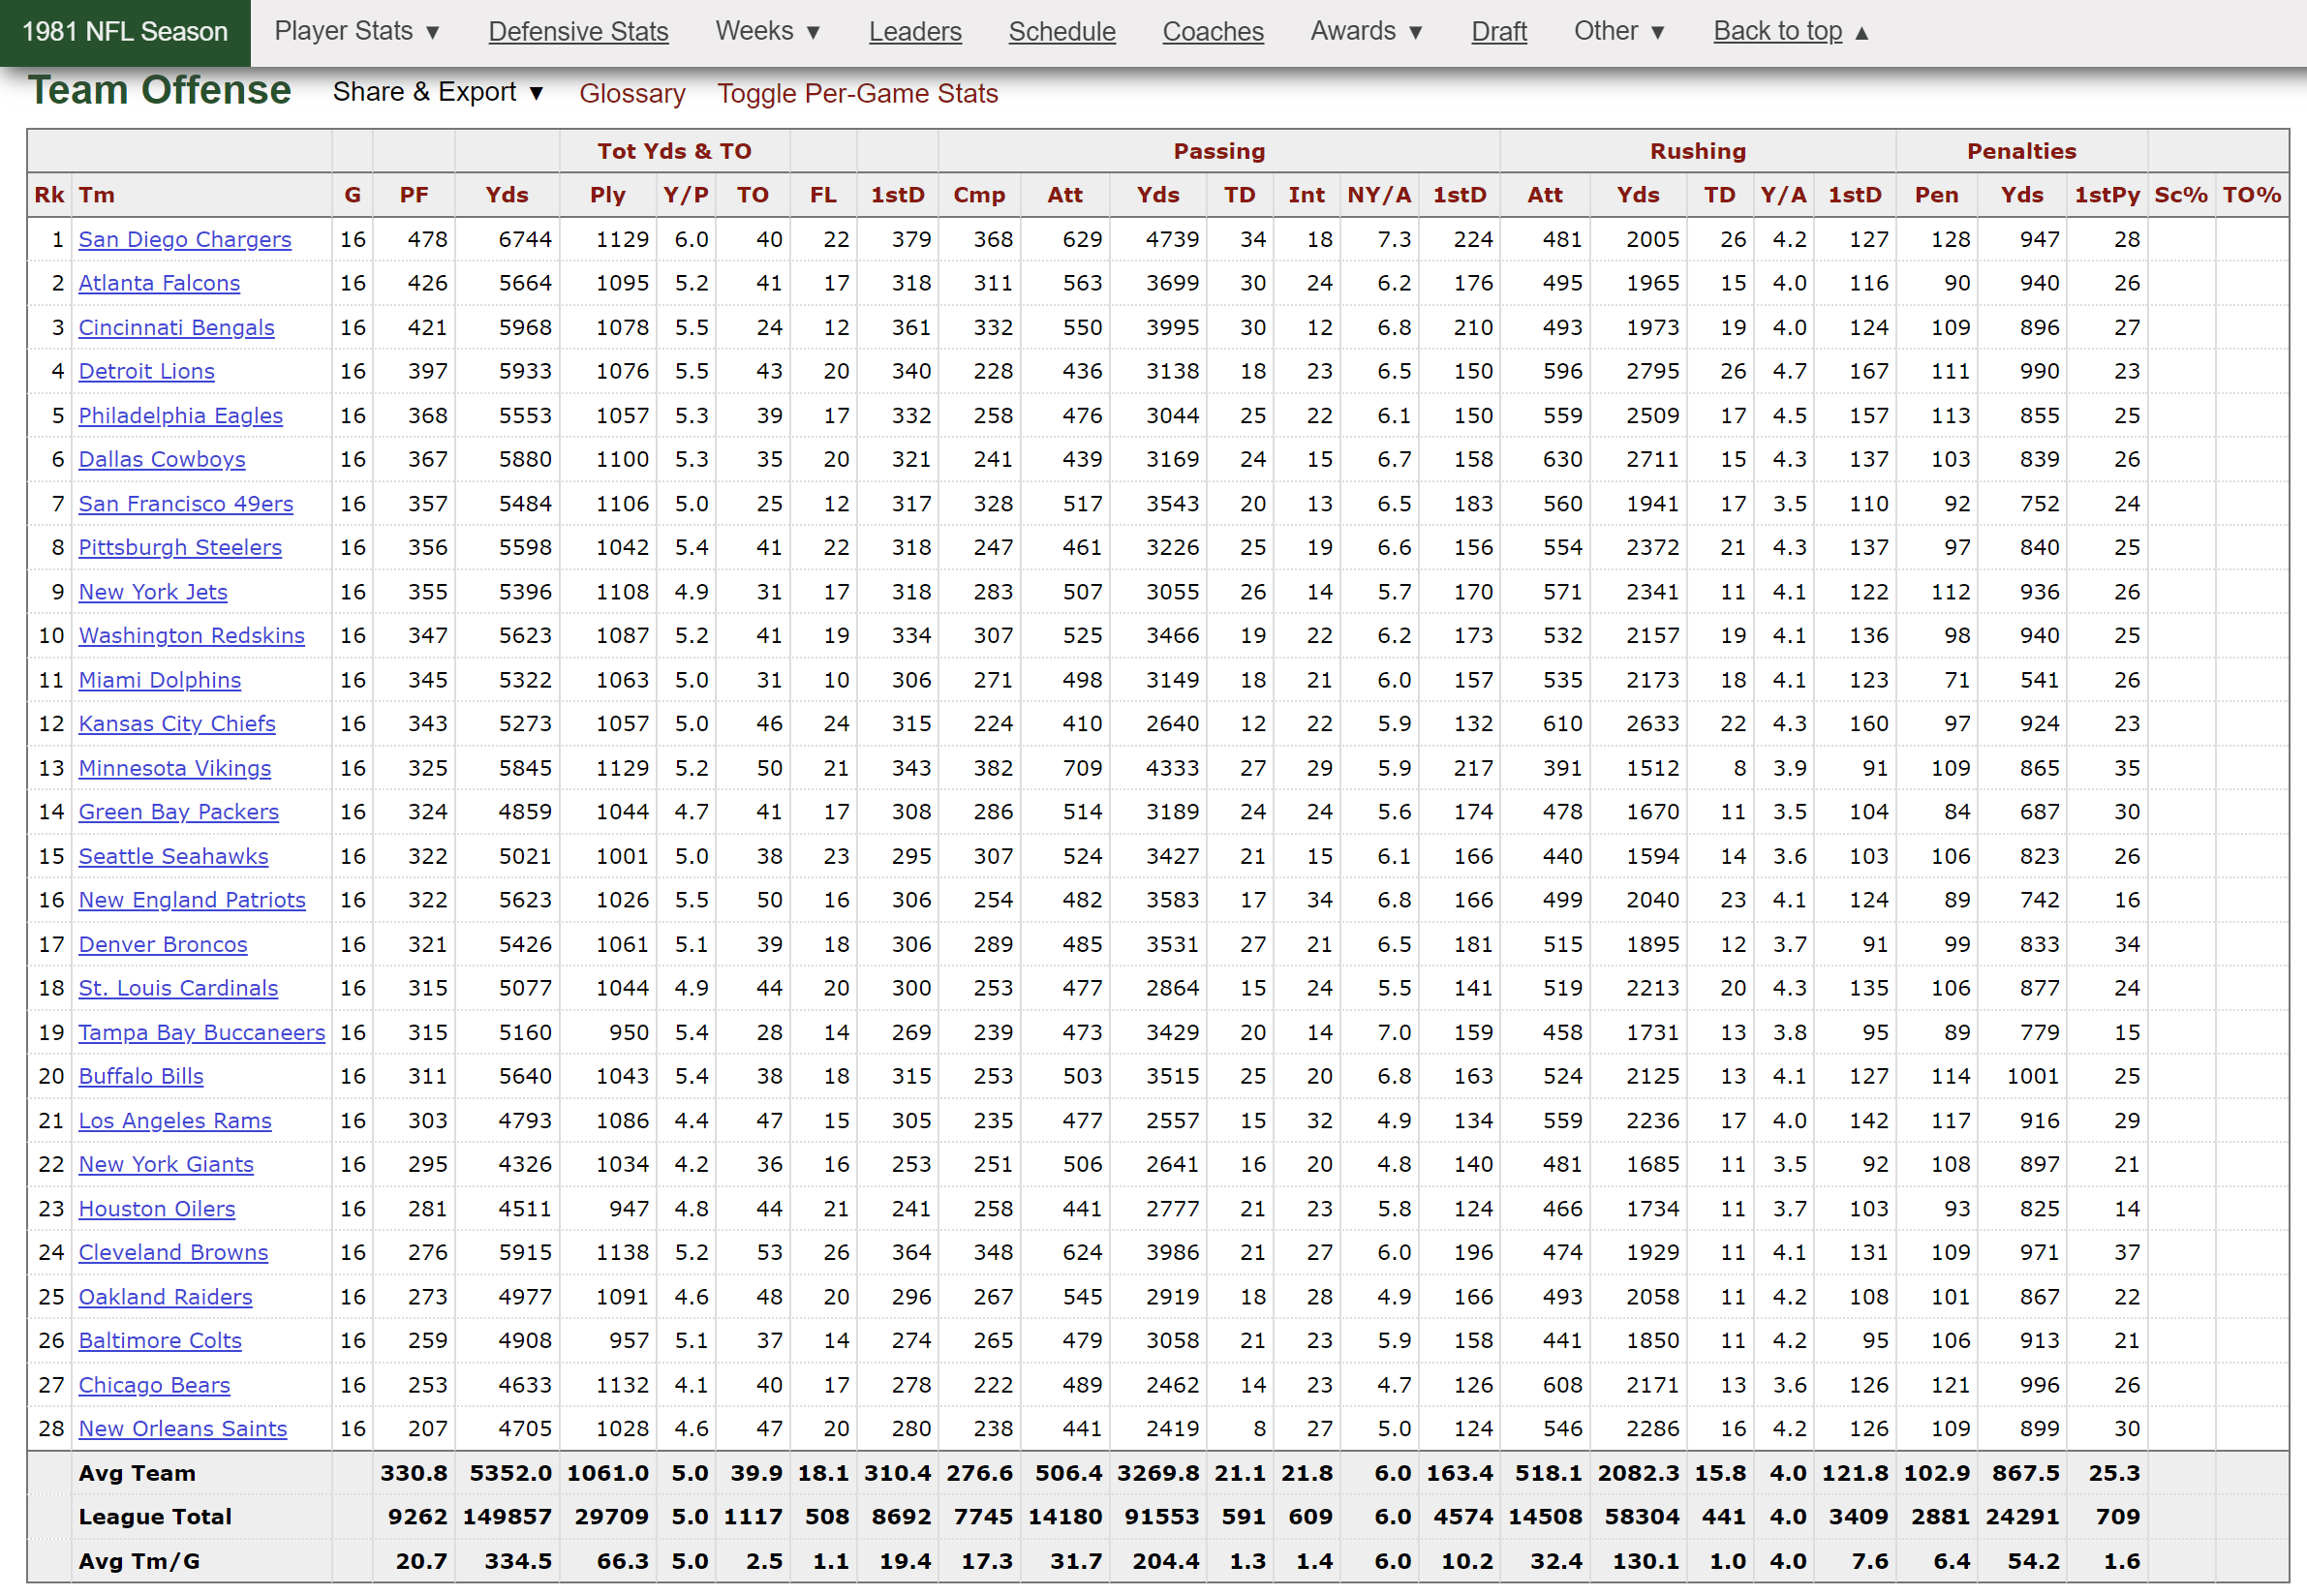 1981 NFL Season Player Stats ▼ Defensive Stats Weeks ▼ Leaders Schedule Coaches Awards ▼ Draft Other ▼ Back to top ▲
Team Offense Share & Export ▼ Glossary Toggle Per-Game Stats
Tot Yds & TO Passing Rushing Penalties
Rk Tm G PF Yds Ply Y/P TO FL 1stD Cmp Att Yds TD Int NY/A 1stD Att Yds TD Y/A 1stD Pen Yds 1stPy Sc% TO%
1 San Diego Chargers 16 478 6744 1129 6.0 40 22 379 368 629 4739 34 18 7.3 224 481 2005 26 4.2 127 128 947 28
2 Atlanta Falcons 16 426 5664 1095 5.2 41 17 318 311 563 3699 30 24 6.2 176 495 1965 15 4.0 116 90 940 26
3 Cincinnati Bengals 16 421 5968 1078 5.5 24 12 361 332 550 3995 30 12 6.8 210 493 1973 19 4.0 124 109 896 27
4 Detroit Lions 16 397 5933 1076 5.5 43 20 340 228 436 3138 18 23 6.5 150 596 2795 26 4.7 167 111 990 23
5 Philadelphia Eagles 16 368 5553 1057 5.3 39 17 332 258 476 3044 25 22 6.1 150 559 2509 17 4.5 157 113 855 25
6 Dallas Cowboys 16 367 5880 1100 5.3 35 20 321 241 439 3169 24 15 6.7 158 630 2711 15 4.3 137 103 839 26
7 San Francisco 49ers 16 357 5484 1106 5.0 25 12 317 328 517 3543 20 13 6.5 183 560 1941 17 3.5 110 92 752 24
8 Pittsburgh Steelers 16 356 5598 1042 5.4 41 22 318 247 461 3226 25 19 6.6 156 554 2372 21 4.3 137 97 840 25
9 New York Jets 16 355 5396 1108 4.9 31 17 318 283 507 3055 26 14 5.7 170 571 2341 11 4.1 122 112 936 26
10 Washington Redskins 16 347 5623 1087 5.2 41 19 334 307 525 3466 19 22 6.2 173 532 2157 19 4.1 136 98 940 25
11 Miami Dolphins 16 345 5322 1063 5.0 31 10 306 271 498 3149 18 21 6.0 157 535 2173 18 4.1 123 71 541 26
12 Kansas City Chiefs 16 343 5273 1057 5.0 46 24 315 224 410 2640 12 22 5.9 132 610 2633 22 4.3 160 97 924 23
13 Minnesota Vikings 16 325 5845 1129 5.2 50 21 343 382 709 4333 27 29 5.9 217 391 1512 8 3.9 91 109 865 35
14 Green Bay Packers 16 324 4859 1044 4.7 41 17 308 286 514 3189 24 24 5.6 174 478 1670 11 3.5 104 84 687 30
15 Seattle Seahawks 16 322 5021 1001 5.0 38 23 295 307 524 3427 21 15 6.1 166 440 1594 14 3.6 103 106 823 26
16 New England Patriots 16 322 5623 1026 5.5 50 16 306 254 482 3583 17 34 6.8 166 499 2040 23 4.1 124 89 742 16
17 Denver Broncos 16 321 5426 1061 5.1 39 18 306 289 485 3531 27 21 6.5 181 515 1895 12 3.7 91 99 833 34
18 St. Louis Cardinals 16 315 5077 1044 4.9 44 20 300 253 477 2864 15 24 5.5 141 519 2213 20 4.3 135 106 877 24
19 Tampa Bay Buccaneers 16 315 5160 950 5.4 28 14 269 239 473 3429 20 14 7.0 159 458 1731 13 3.8 95 89 779 15
20 Buffalo Bills 16 311 5640 1043 5.4 38 18 315 253 503 3515 25 20 6.8 163 524 2125 13 4.1 127 114 1001 25
21 Los Angeles Rams 16 303 4793 1086 4.4 47 15 305 235 477 2557 15 32 4.9 134 559 2236 17 4.0 142 117 916 29
22 New York Giants 16 295 4326 1034 4.2 36 16 253 251 506 2641 16 20 4.8 140 481 1685 11 3.5 92 108 897 21
23 Houston Oilers 16 281 4511 947 4.8 44 21 241 258 441 2777 21 23 5.8 124 466 1734 11 3.7 103 93 825 14
24 Cleveland Browns 16 276 5915 1138 5.2 53 26 364 348 624 3986 21 27 6.0 196 474 1929 11 4.1 131 109 971 37
25 Oakland Raiders 16 273 4977 1091 4.6 48 20 296 267 545 2919 18 28 4.9 166 493 2058 11 4.2 108 101 867 22
26 Baltimore Colts 16 259 4908 957 5.1 37 14 274 265 479 3058 21 23 5.9 158 441 1850 11 4.2 95 106 913 21
27 Chicago Bears 16 253 4633 1132 4.1 40 17 278 222 489 2462 14 23 4.7 126 608 2171 13 3.6 126 121 996 26
28 New Orleans Saints 16 207 4705 1028 4.6 47 20 280 238 441 2419 8 27 5.0 124 546 2286 16 4.2 126 109 899 30
Avg Team 330.8 5352.0 1061.0 5.0 39.9 18.1 310.4 276.6 506.4 3269.8 21.1 21.8 6.0 163.4 518.1 2082.3 15.8 4.0 121.8 102.9 867.5 25.3
League Total 9262 149857 29709 5.0 1117 508 8692 7745 14180 91553 591 609 6.0 4574 14508 58304 441 4.0 3409 2881 24291 709
Avg Tm/G 20.7 334.5 66.3 5.0 2.5 1.1 19.4 17.3 31.7 204.4 1.3 1.4 6.0 10.2 32.4 130.1 1.0 4.0 7.6 6.4 54.2 1.6